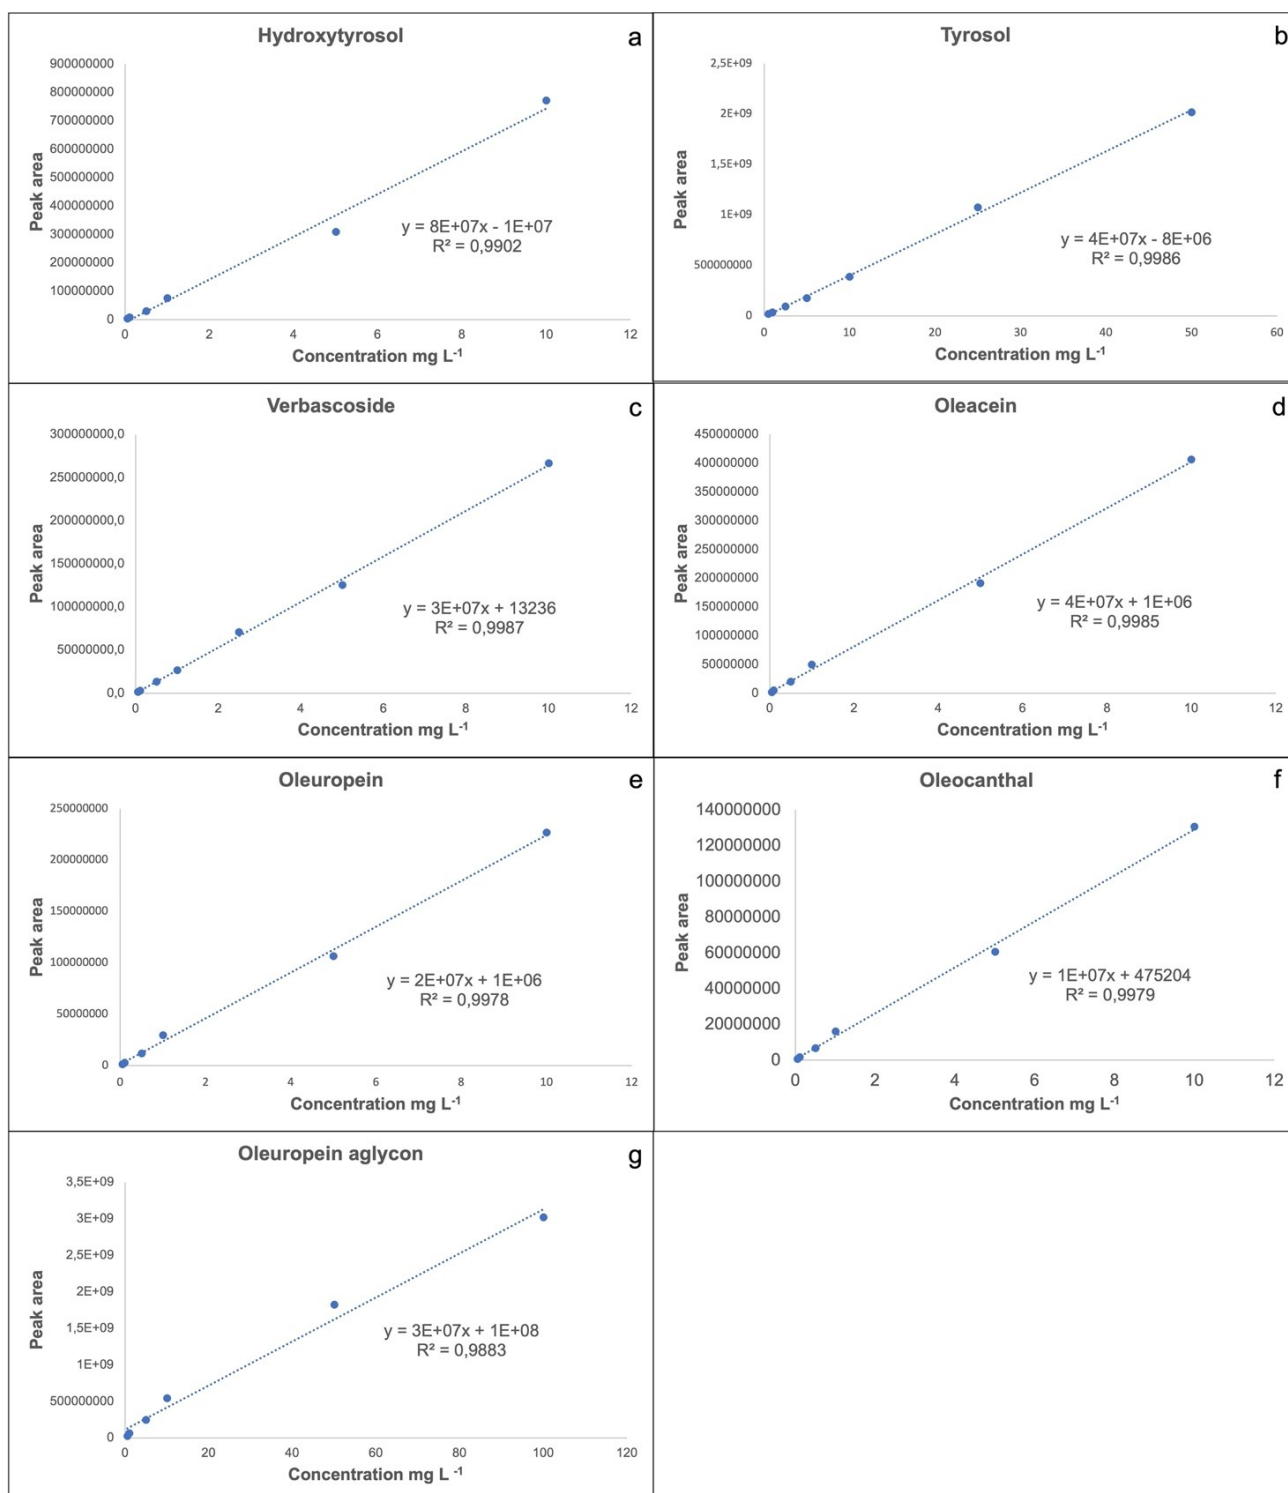 Hydroxytyrosol
a
900000000
800000000
700000000
600000000
500000000
400000000
300000000
200000000
100000000
0
Peak area
y = 8E+07x - 1E+07
R² = 0,9902
0 2 4 6 8 10 12
Concentration mg L⁻¹
Tyrosol
b
2,5E+09
2E+09
1,5E+09
1E+09
500000000
0
Peak area
y = 4E+07x - 8E+06
R² = 0,9986
0 10 20 30 40 50 60
Concentration mg L⁻¹
Verbascoside
c
300000000,0
250000000,0
200000000,0
150000000,0
100000000,0
50000000,0
0,0
Peak area
y = 3E+07x + 13236
R² = 0,9987
0 2 4 6 8 10 12
Concentration mg L⁻¹
Oleacein
d
450000000
400000000
350000000
300000000
250000000
200000000
150000000
100000000
50000000
0
Peak area
y = 4E+07x + 1E+06
R² = 0,9985
0 2 4 6 8 10 12
Concentration mg L⁻¹
Oleuropein
e
250000000
200000000
150000000
100000000
50000000
0
Peak area
y = 2E+07x + 1E+06
R² = 0,9978
0 2 4 6 8 10 12
Concentration mg L⁻¹
Oleocanthal
f
140000000
120000000
100000000
80000000
60000000
40000000
20000000
0
Peak area
y = 1E+07x + 475204
R² = 0,9979
0 2 4 6 8 10 12
Concentration mg L⁻¹
Oleuropein aglycon
g
3,5E+09
3E+09
2,5E+09
2E+09
1,5E+09
1E+09
500000000
0
Peak area
y = 3E+07x + 1E+08
R² = 0,9883
0 20 40 60 80 100 120
Concentration mg L ⁻¹